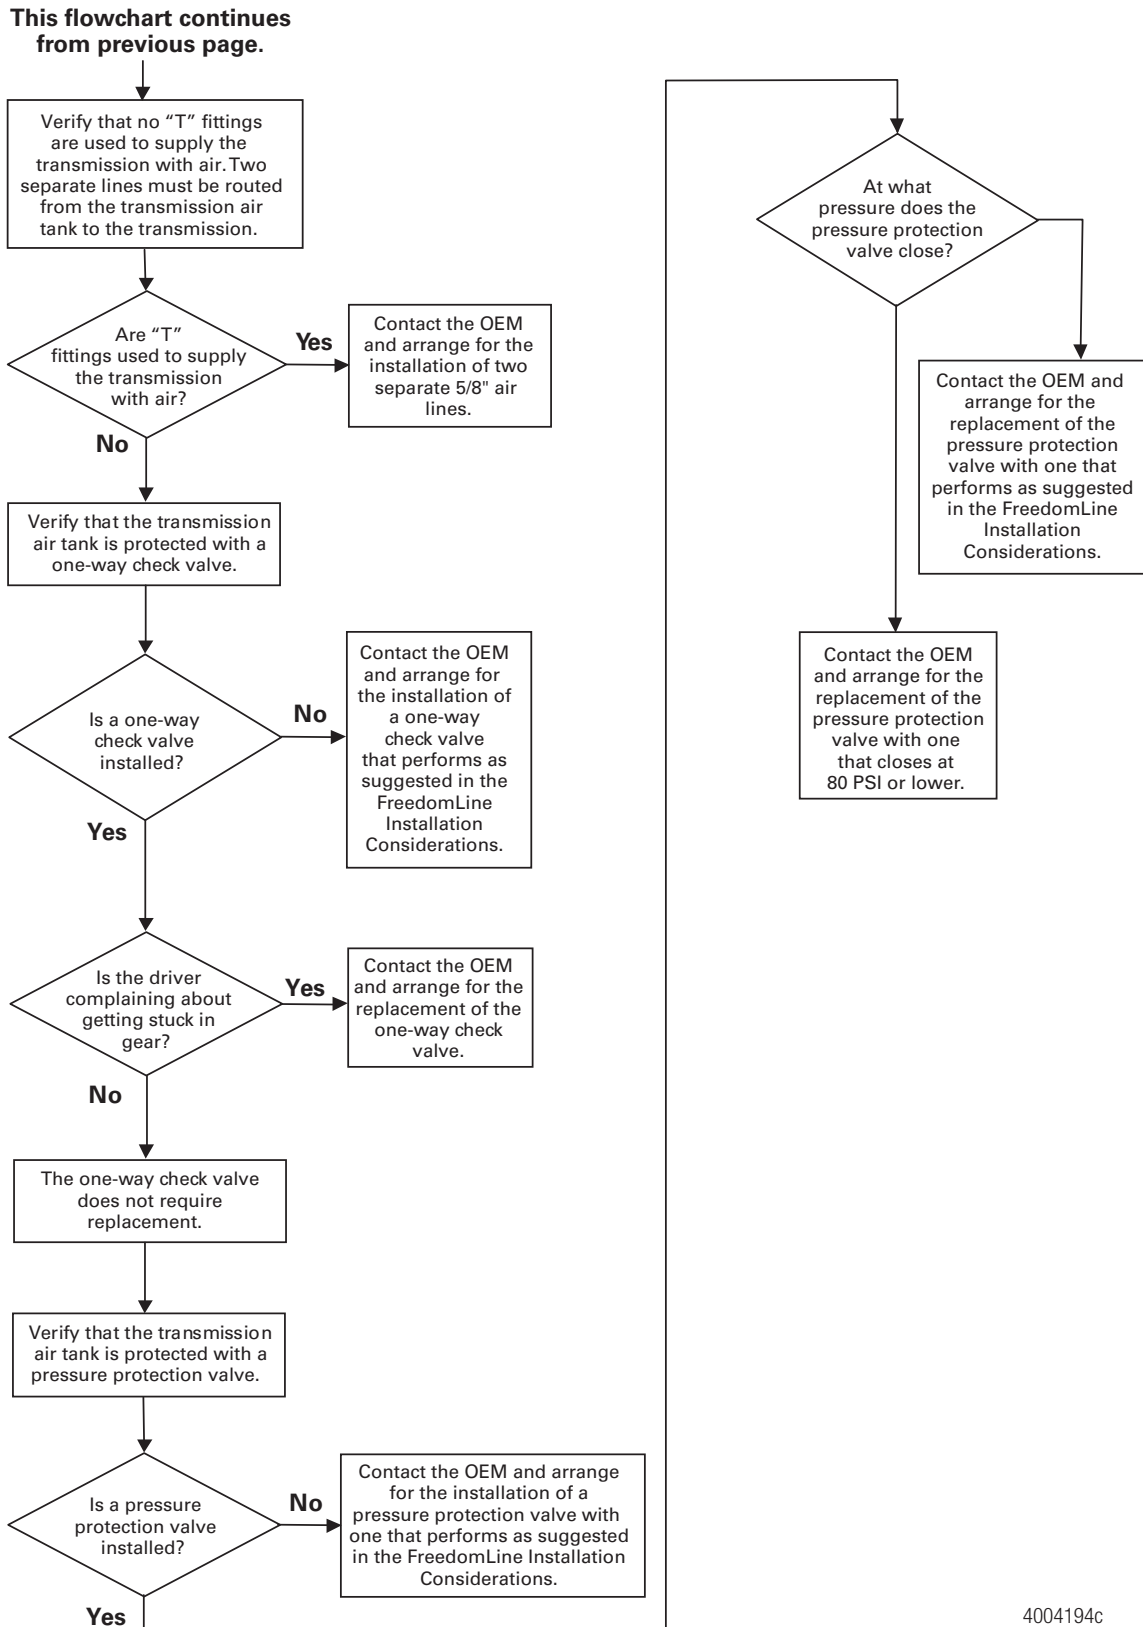 This flowchart continues
from previous page.
Verify that no “T” fittings
are used to supply the
transmission with air. Two
separate lines must be routed
from the transmission air
tank to the transmission.
Are “T”
fittings used to supply
the transmission
with air?
Yes
Contact the OEM
and arrange for the
installation of two
separate 5/8" air
lines.
No
Verify that the transmission
air tank is protected with a
one-way check valve.
Is a one-way
check valve
installed?
No
Contact the OEM
and arrange for
the installation of
a one-way
check valve
that performs as
suggested in the
FreedomLine
Installation
Considerations.
Yes
Is the driver
complaining about
getting stuck in
gear?
Yes
Contact the OEM
and arrange for the
replacement of the
one-way check
valve.
No
The one-way check valve
does not require
replacement.
Verify that the transmission
air tank is protected with a
pressure protection valve.
Is a pressure
protection valve
installed?
No
Contact the OEM and arrange
for the installation of a
pressure protection valve with
one that performs as suggested
in the FreedomLine Installation
Considerations.
Yes
At what
pressure does the
pressure protection
valve close?
Contact the OEM and
arrange for the
replacement of the
pressure protection
valve with one that
performs as suggested
in the FreedomLine
Installation
Considerations.
Contact the OEM
and arrange for the
replacement of the
pressure protection
valve with one
that closes at
80 PSI or lower.
4004194c